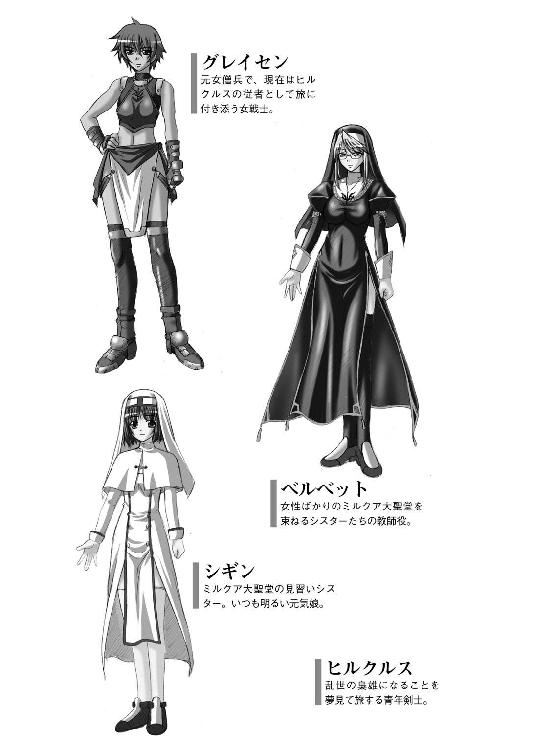 グレイセン
元女僧兵で、現在はヒル
クルスの従者として旅に
付き添う女戦士。
ベルベット
女性ばかりのミルクア大聖堂を
束ねるシスターたちの教師役。
シギン
ミルクア大聖堂の見習いシス
ター。いつも明るい元気娘。
ヒルクルス
乱世の梟雄になることを
夢見て旅する青年剣士。